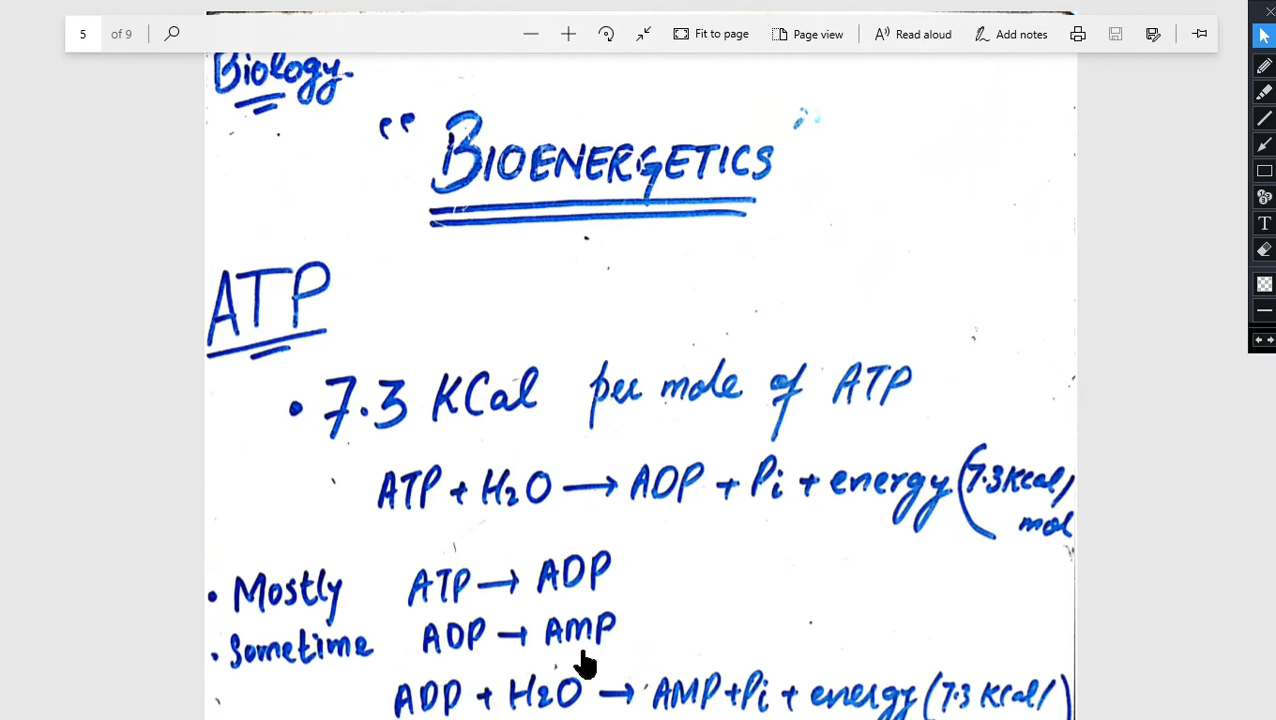 5 of 9 Fit to page Page view Read aloud Add notes
Biology
"BIOENERGETICS"
ATP
• 7.3 KCal per mole of ATP
ATP + H2O → ADP + Pi + energy (7.3 Kcal/
mol
• Mostly ATP → ADP
• Sometime ADP → AMP
ADP + H2O → AMP + Pi + energy (7.3 KCal/)
T